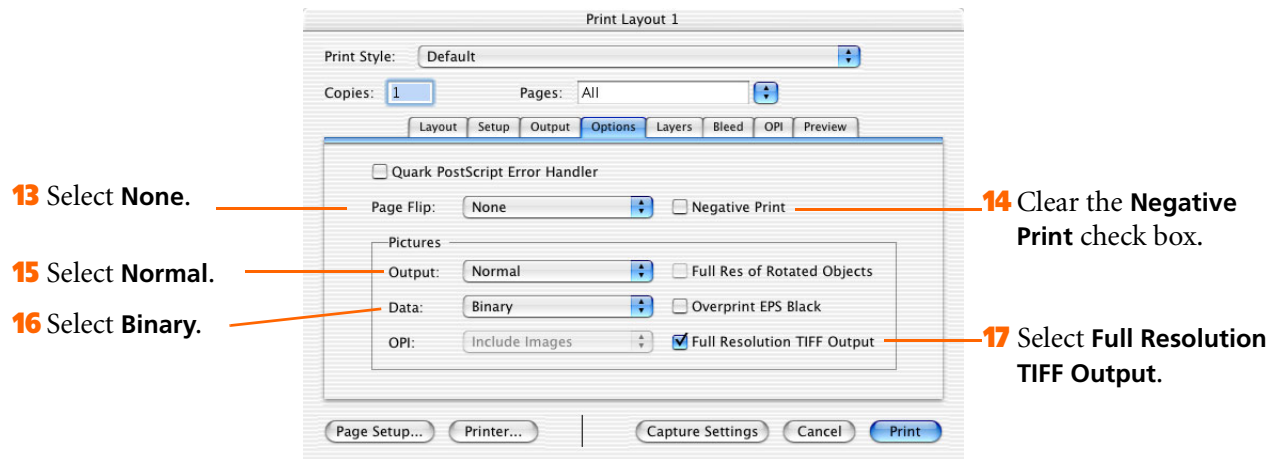 Print Layout 1
Print Style: Default
Copies: 1 Pages: All
Layout Setup Output Options Layers Bleed OPI Preview
Quark PostScript Error Handler
13 Select None.
Page Flip: None Negative Print
14 Clear the Negative
Print check box.
Pictures
15 Select Normal.
Output: Normal Full Res of Rotated Objects
16 Select Binary.
Data: Binary Overprint EPS Black
OPI: Include Images Full Resolution TIFF Output
17 Select Full Resolution
TIFF Output.
Page Setup... Printer... Capture Settings Cancel Print